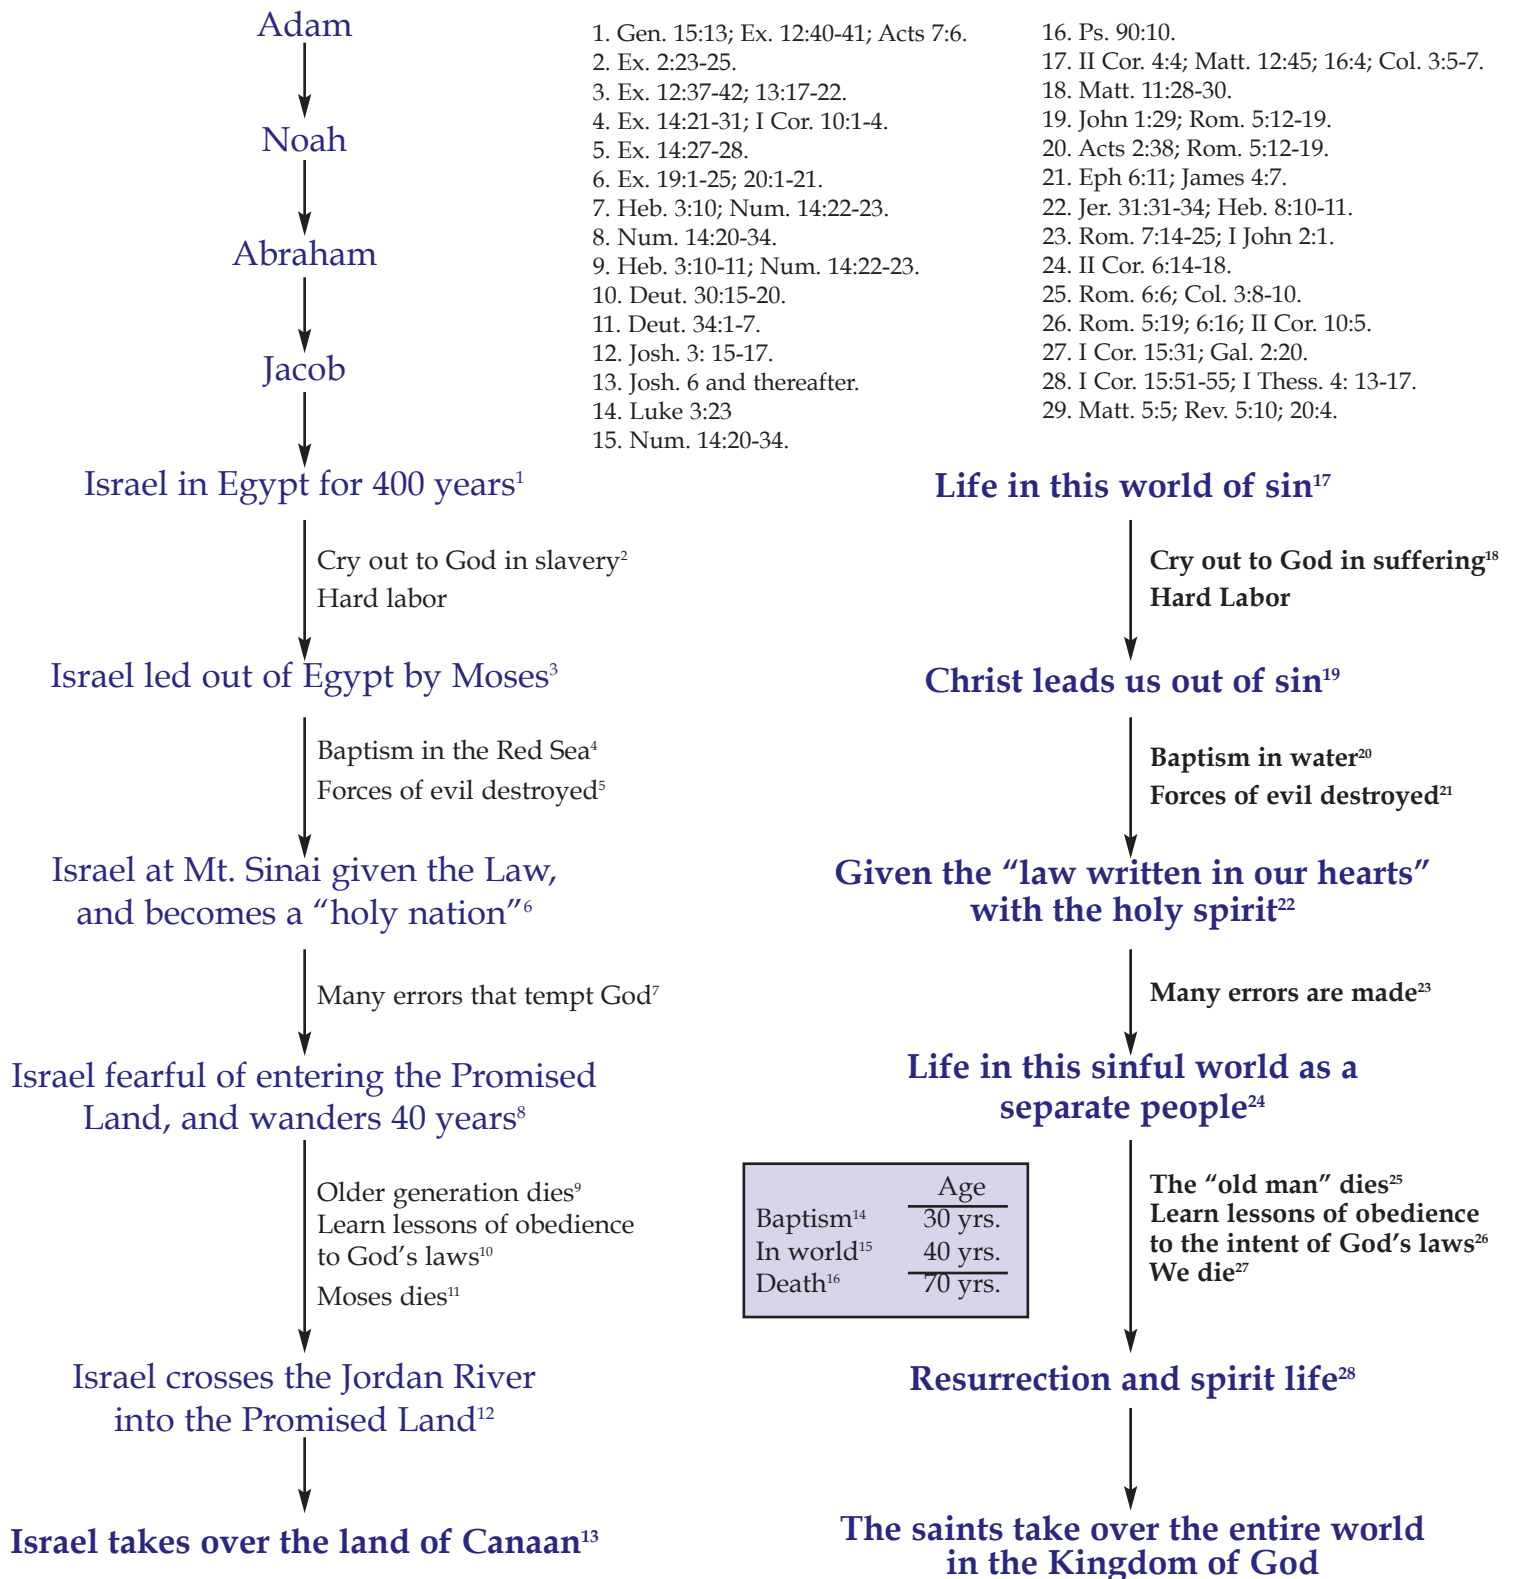 Adam
Noah
Abraham
Jacob
1. Gen. 15:13; Ex. 12:40-41; Acts 7:6.
2. Ex. 2:23-25.
3. Ex. 12:37-42; 13:17-22.
4. Ex. 14:21-31; I Cor. 10:1-4.
5. Ex. 14:27-28.
6. Ex. 19:1-25; 20:1-21.
7. Heb. 3:10; Num. 14:22-23.
8. Num. 14:20-34.
9. Heb. 3:10-11; Num. 14:22-23.
10. Deut. 30:15-20.
11. Deut. 34:1-7.
12. Josh. 3: 15-17.
13. Josh. 6 and thereafter.
14. Luke 3:23
15. Num. 14:20-34.
16. Ps. 90:10.
17. II Cor. 4:4; Matt. 12:45; 16:4; Col. 3:5-7.
18. Matt. 11:28-30.
19. John 1:29; Rom. 5:12-19.
20. Acts 2:38; Rom. 5:12-19.
21. Eph 6:11; James 4:7.
22. Jer. 31:31-34; Heb. 8:10-11.
23. Rom. 7:14-25; I John 2:1.
24. II Cor. 6:14-18.
25. Rom. 6:6; Col. 3:8-10.
26. Rom. 5:19; 6:16; II Cor. 10:5.
27. I Cor. 15:31; Gal. 2:20.
28. I Cor. 15:51-55; I Thess. 4: 13-17.
29. Matt. 5:5; Rev. 5:10; 20:4.
Israel in Egypt for 400 years¹
Cry out to God in slavery²
Hard labor
Israel led out of Egypt by Moses³
Baptism in the Red Sea⁴
Forces of evil destroyed⁵
Israel at Mt. Sinai given the Law,
and becomes a “holy nation”⁶
Many errors that tempt God⁷
Israel fearful of entering the Promised
Land, and wanders 40 years⁸
Older generation dies⁹
Learn lessons of obedience
to God’s laws¹⁰
Moses dies¹¹
Israel crosses the Jordan River
into the Promised Land¹²
Israel takes over the land of Canaan¹³
Life in this world of sin¹⁷
Cry out to God in suffering¹⁸
Hard Labor
Christ leads us out of sin¹⁹
Baptism in water²⁰
Forces of evil destroyed²¹
Given the “law written in our hearts”
with the holy spirit²²
Many errors are made²³
Life in this sinful world as a
separate people²⁴
Age
Baptism¹⁴ 30 yrs.
In world¹⁵ 40 yrs.
Death¹⁶ 70 yrs.
The “old man” dies²⁵
Learn lessons of obedience
to the intent of God’s laws²⁶
We die²⁷
Resurrection and spirit life²⁸
The saints take over the entire world
in the Kingdom of God